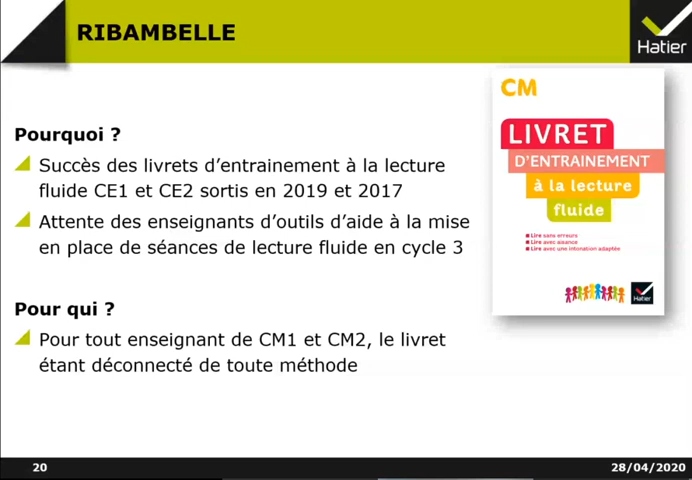 RIBAMBELLE
Hatier
Pourquoi ?
Succès des livrets d'entrainement à la lecture
fluide CE1 et CE2 sortis en 2019 et 2017
Attente des enseignants d'outils d'aide à la mise
en place de séances de lecture fluide en cycle 3
Pour qui ?
Pour tout enseignant de CM1 et CM2, le livret
étant déconnecté de toute méthode
CM
LIVRET
D'ENTRAINEMENT
à la lecture
fluide
Lire sans erreurs
Lire avec aisance
Lire avec une intonation adaptée
Hatier
20
28/04/2020